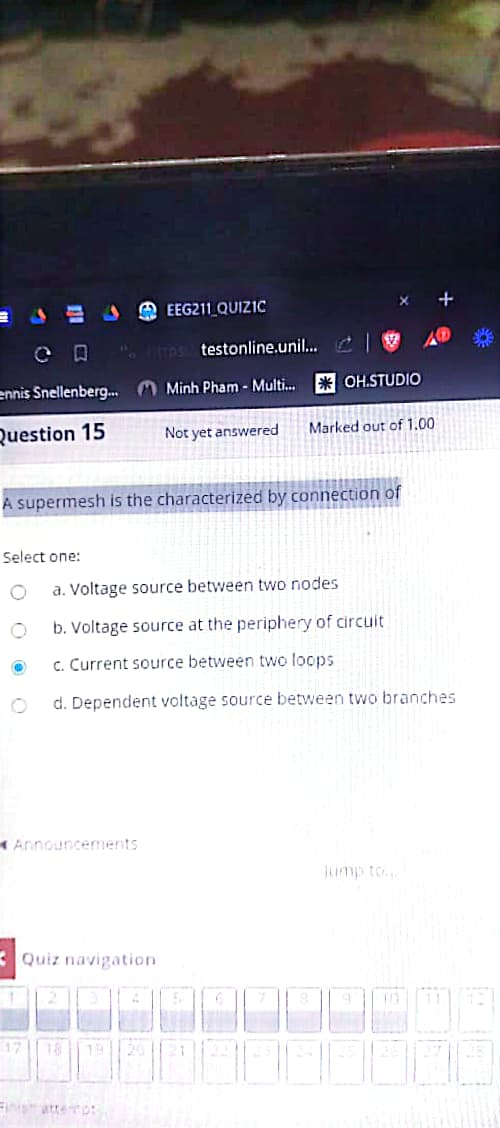 EEG211_QUIZ1C × +
testonline.unil...
ennis Snellenberg... Minh Pham - Multi... OH.STUDIO
Question 15 Not yet answered Marked out of 1.00
A supermesh is the characterized by connection of
Select one:
a. Voltage source between two nodes
b. Voltage source at the periphery of circuit
c. Current source between two loops
d. Dependent voltage source between two branches
Announcements
Jump to...
Quiz navigation
1 2 3 4 5 6 7 8 9 10 11 12
17 18 19 20 21 22 23 24 25 26 27 28
Finish attempt